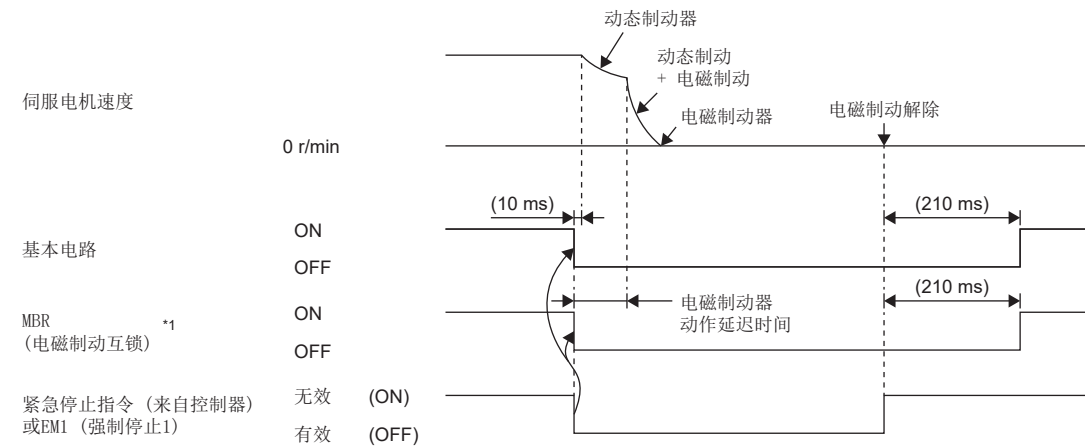 动态制动器
动态制动
+ 电磁制动
伺服电机速度
电磁制动器
电磁制动解除
0 r/min
(10 ms)
(210 ms)
基本电路
ON
OFF
(210 ms)
MBR *1
(电磁制动互锁)
ON
OFF
电磁制动器
动作延迟时间
紧急停止指令 (来自控制器)
或EM1 (强制停止1)
无效 (ON)
有效 (OFF)